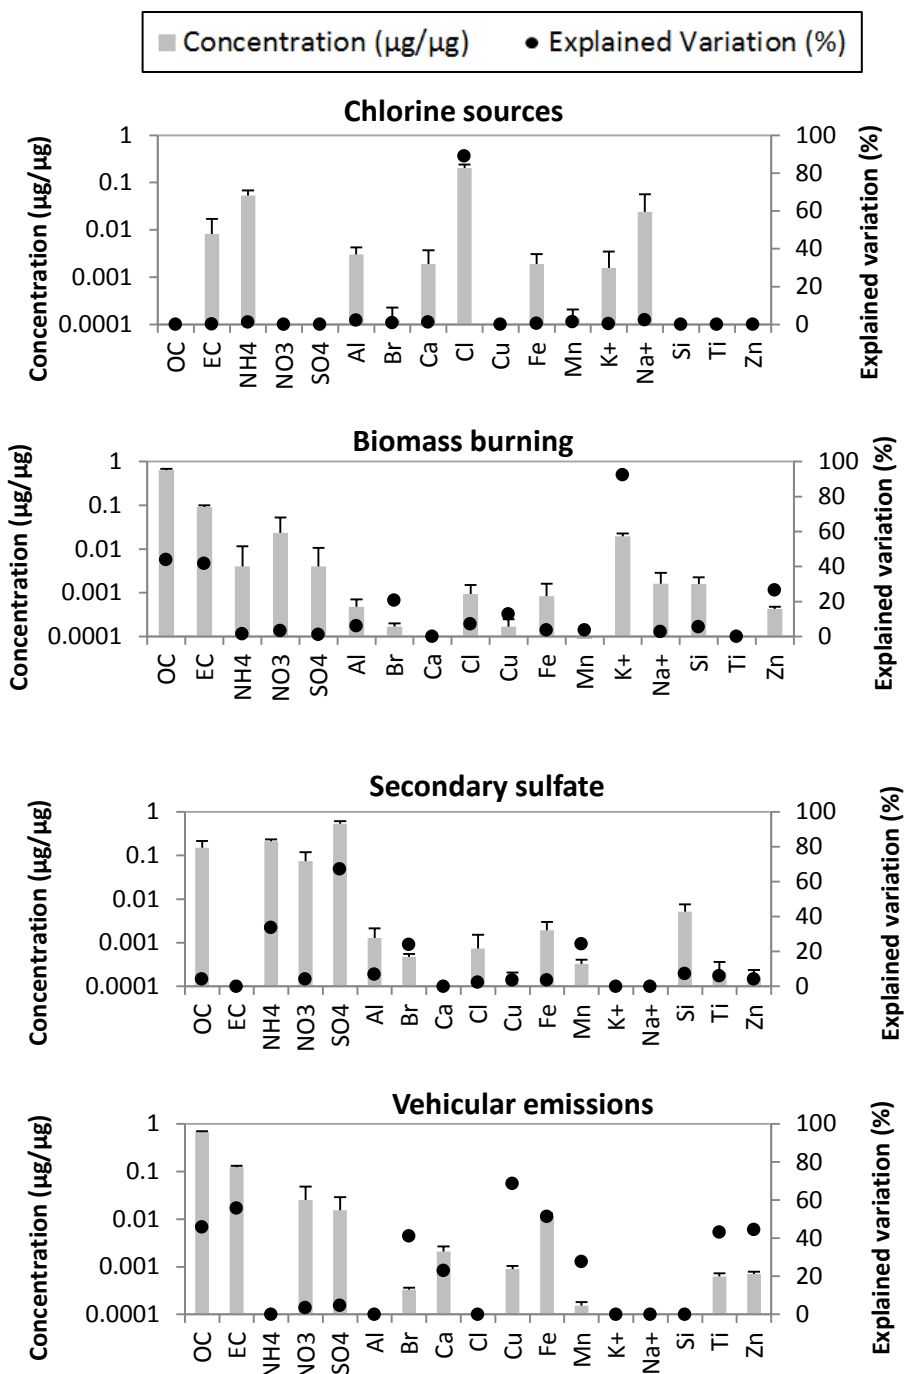 Concentration (µg/µg) Explained Variation (%)
Chlorine sources
Concentration (µg/µg)
1
0.1
0.01
0.001
0.0001
100
80
60
40
20
0
Explained variation (%)
OC EC NH4 NO3 SO4 Al Br Ca Cl Cu Fe Mn K+ Na+ Si Ti Zn
Biomass burning
Concentration (µg/µg)
1
0.1
0.01
0.001
0.0001
100
80
60
40
20
0
Explained variation (%)
OC EC NH4 NO3 SO4 Al Br Ca Cl Cu Fe Mn K+ Na+ Si Ti Zn
Secondary sulfate
Concentration (µg/µg)
1
0.1
0.01
0.001
0.0001
100
80
60
40
20
0
Explained variation (%)
OC EC NH4 NO3 SO4 Al Br Ca Cl Cu Fe Mn K+ Na+ Si Ti Zn
Vehicular emissions
Concentration (µg/µg)
1
0.1
0.01
0.001
0.0001
100
80
60
40
20
0
Explained variation (%)
OC EC NH4 NO3 SO4 Al Br Ca Cl Cu Fe Mn K+ Na+ Si Ti Zn